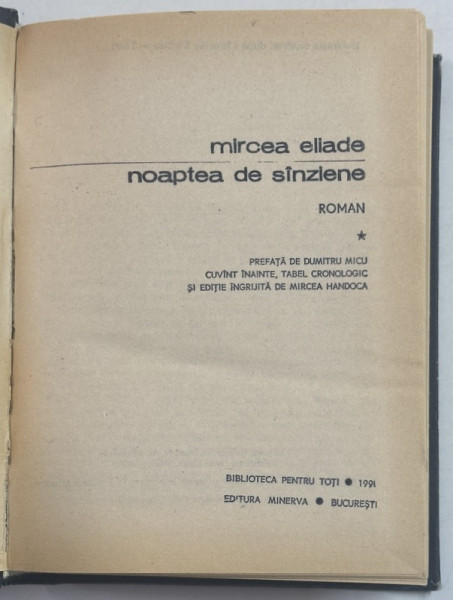 mircea eliade
noaptea de sînziene
ROMAN
★
PREFAȚĂ DE DUMITRU MICU
CUVÎNT ÎNAINTE, TABEL CRONOLOGIC
ȘI EDIȚIE ÎNGRIJITĂ DE MIRCEA HANDOCA
BIBLIOTECA PENTRU TOȚI ● 1991
EDITURA MINERVA ● BUCUREȘTI